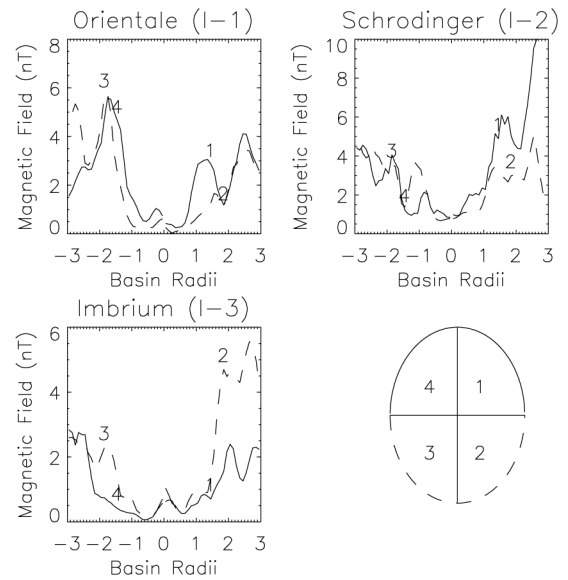 Orientale (I−1)
Magnetic Field (nT)
8
6
4
2
0
3
4
1
2
−3 −2 −1 0 1 2 3
Basin Radii
Schrodinger (I−2)
Magnetic Field (nT)
10
8
6
4
2
0
3
4
1
2
−3 −2 −1 0 1 2 3
Basin Radii
Imbrium (I−3)
Magnetic Field (nT)
6
4
2
0
3
4
2
1
−3 −2 −1 0 1 2 3
Basin Radii
4 1
3 2